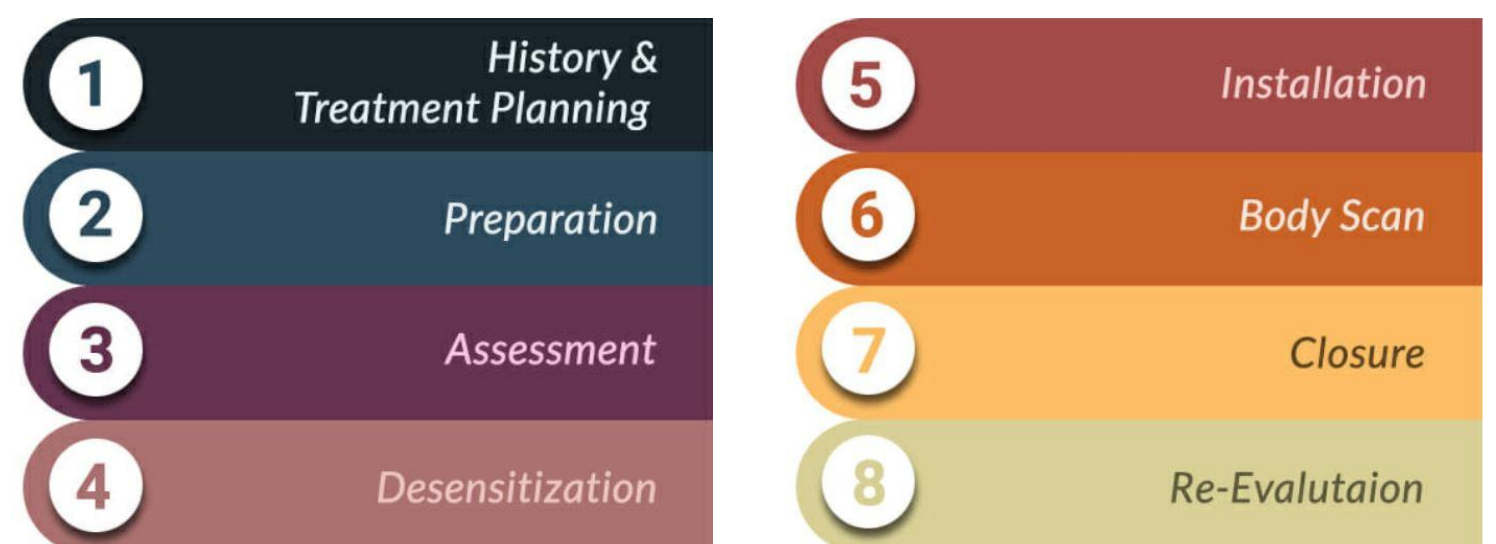 1
History &
Treatment Planning
2
Preparation
3
Assessment
4
Desensitization
5
Installation
6
Body Scan
7
Closure
8
Re-Evalutaion